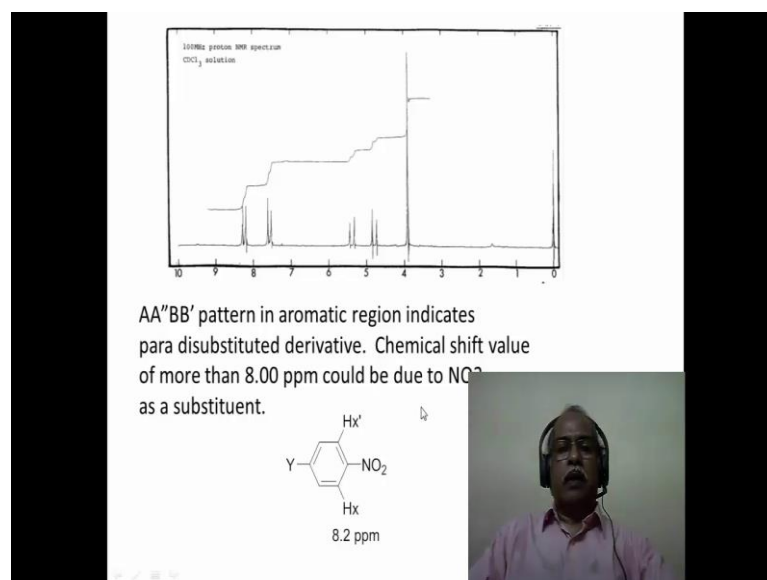 100MHz proton NMR spectrum
CDCl3 solution
10 9 8 7 6 5 4 3 2 1 0
AA"BB' pattern in aromatic region indicates
para disubstituted derivative. Chemical shift value
of more than 8.00 ppm could be due to NO2
as a substituent.
Hx'
Y NO2
Hx
8.2 ppm